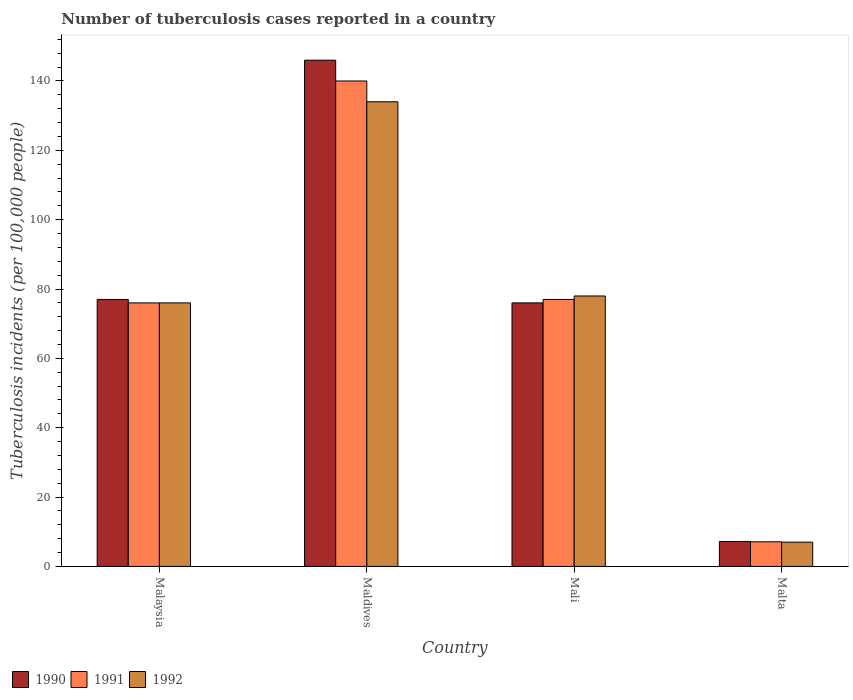 Number of tuberculosis cases reported in a country
Tuberculosis incidents (per 100,000 people)
140
120
100
80
60
40
20
0
Malaysia
Maldives
Mali
Malta
Country
1990
1991
1992